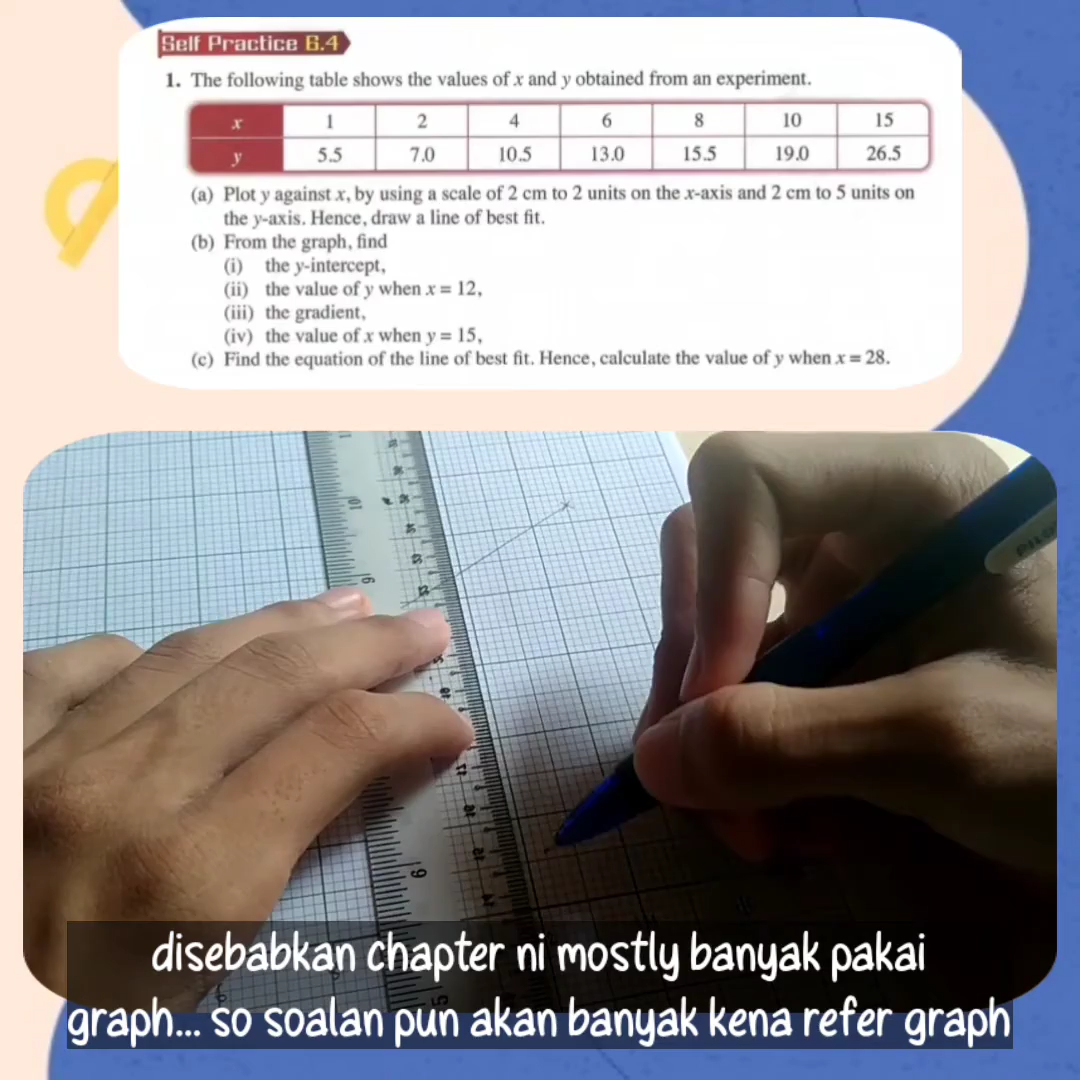 Self Practice 6.4
1. The following table shows the values of x and y obtained from an experiment.
x 1 2 4 6 8 10 15
y 5.5 7.0 10.5 13.0 15.5 19.0 26.5
(a) Plot y against x, by using a scale of 2 cm to 2 units on the x-axis and 2 cm to 5 units on
the y-axis. Hence, draw a line of best fit.
(b) From the graph, find
(i) the y-intercept,
(ii) the value of y when x = 12,
(iii) the gradient,
(iv) the value of x when y = 15,
(c) Find the equation of the line of best fit. Hence, calculate the value of y when x = 28.
disebabkan chapter ni mostly banyak pakai
graph... so soalan pun akan banyak kena refer graph